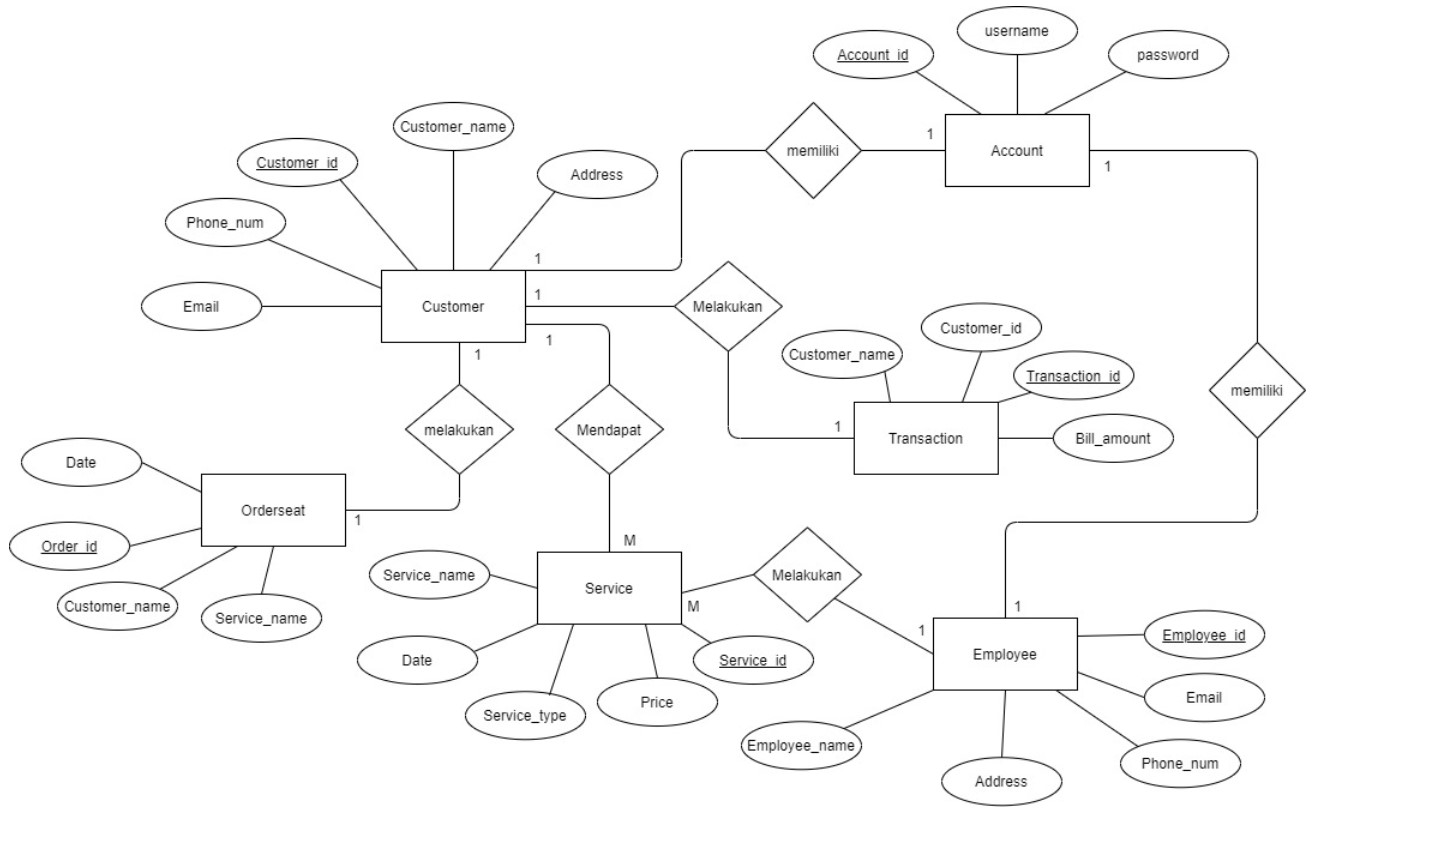 username
Account_id
password
Customer_name
1
memiliki
Account
Customer_id
1
Address
Phone_num
1
1
Email
Customer
Melakukan
Customer_id
1
1
Customer_name
Transaction_id
memiliki
melakukan
Mendapat
1
Transaction
Bill_amount
Date
Orderseat
1
M
Order_id
Service_name
Service
Melakukan
Customer_name
Service_name
M
1
1
Employee_id
Date
Service_id
Employee
Service_type
Price
Email
Employee_name
Address
Phone_num